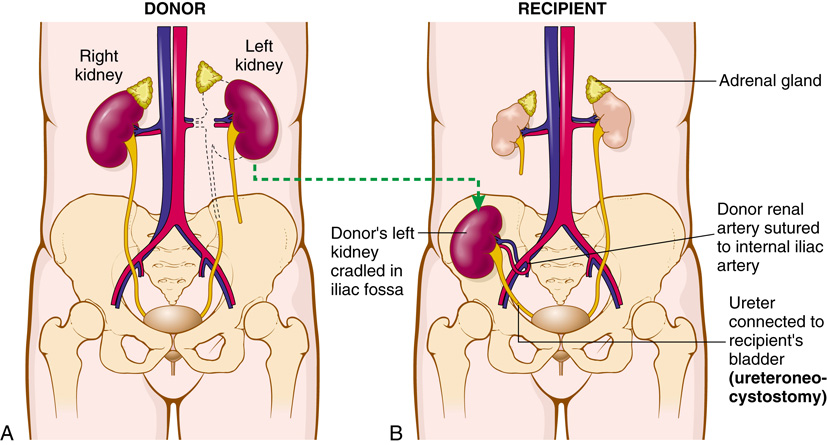 DONOR
Right
kidney
Left
kidney
A
RECIPIENT
Adrenal gland
Donor's left
kidney
cradled in
iliac fossa
Donor renal
artery sutured
to internal iliac
artery
Ureter
connected to
recipient's
bladder
(ureteroneo-
cystostomy)
B